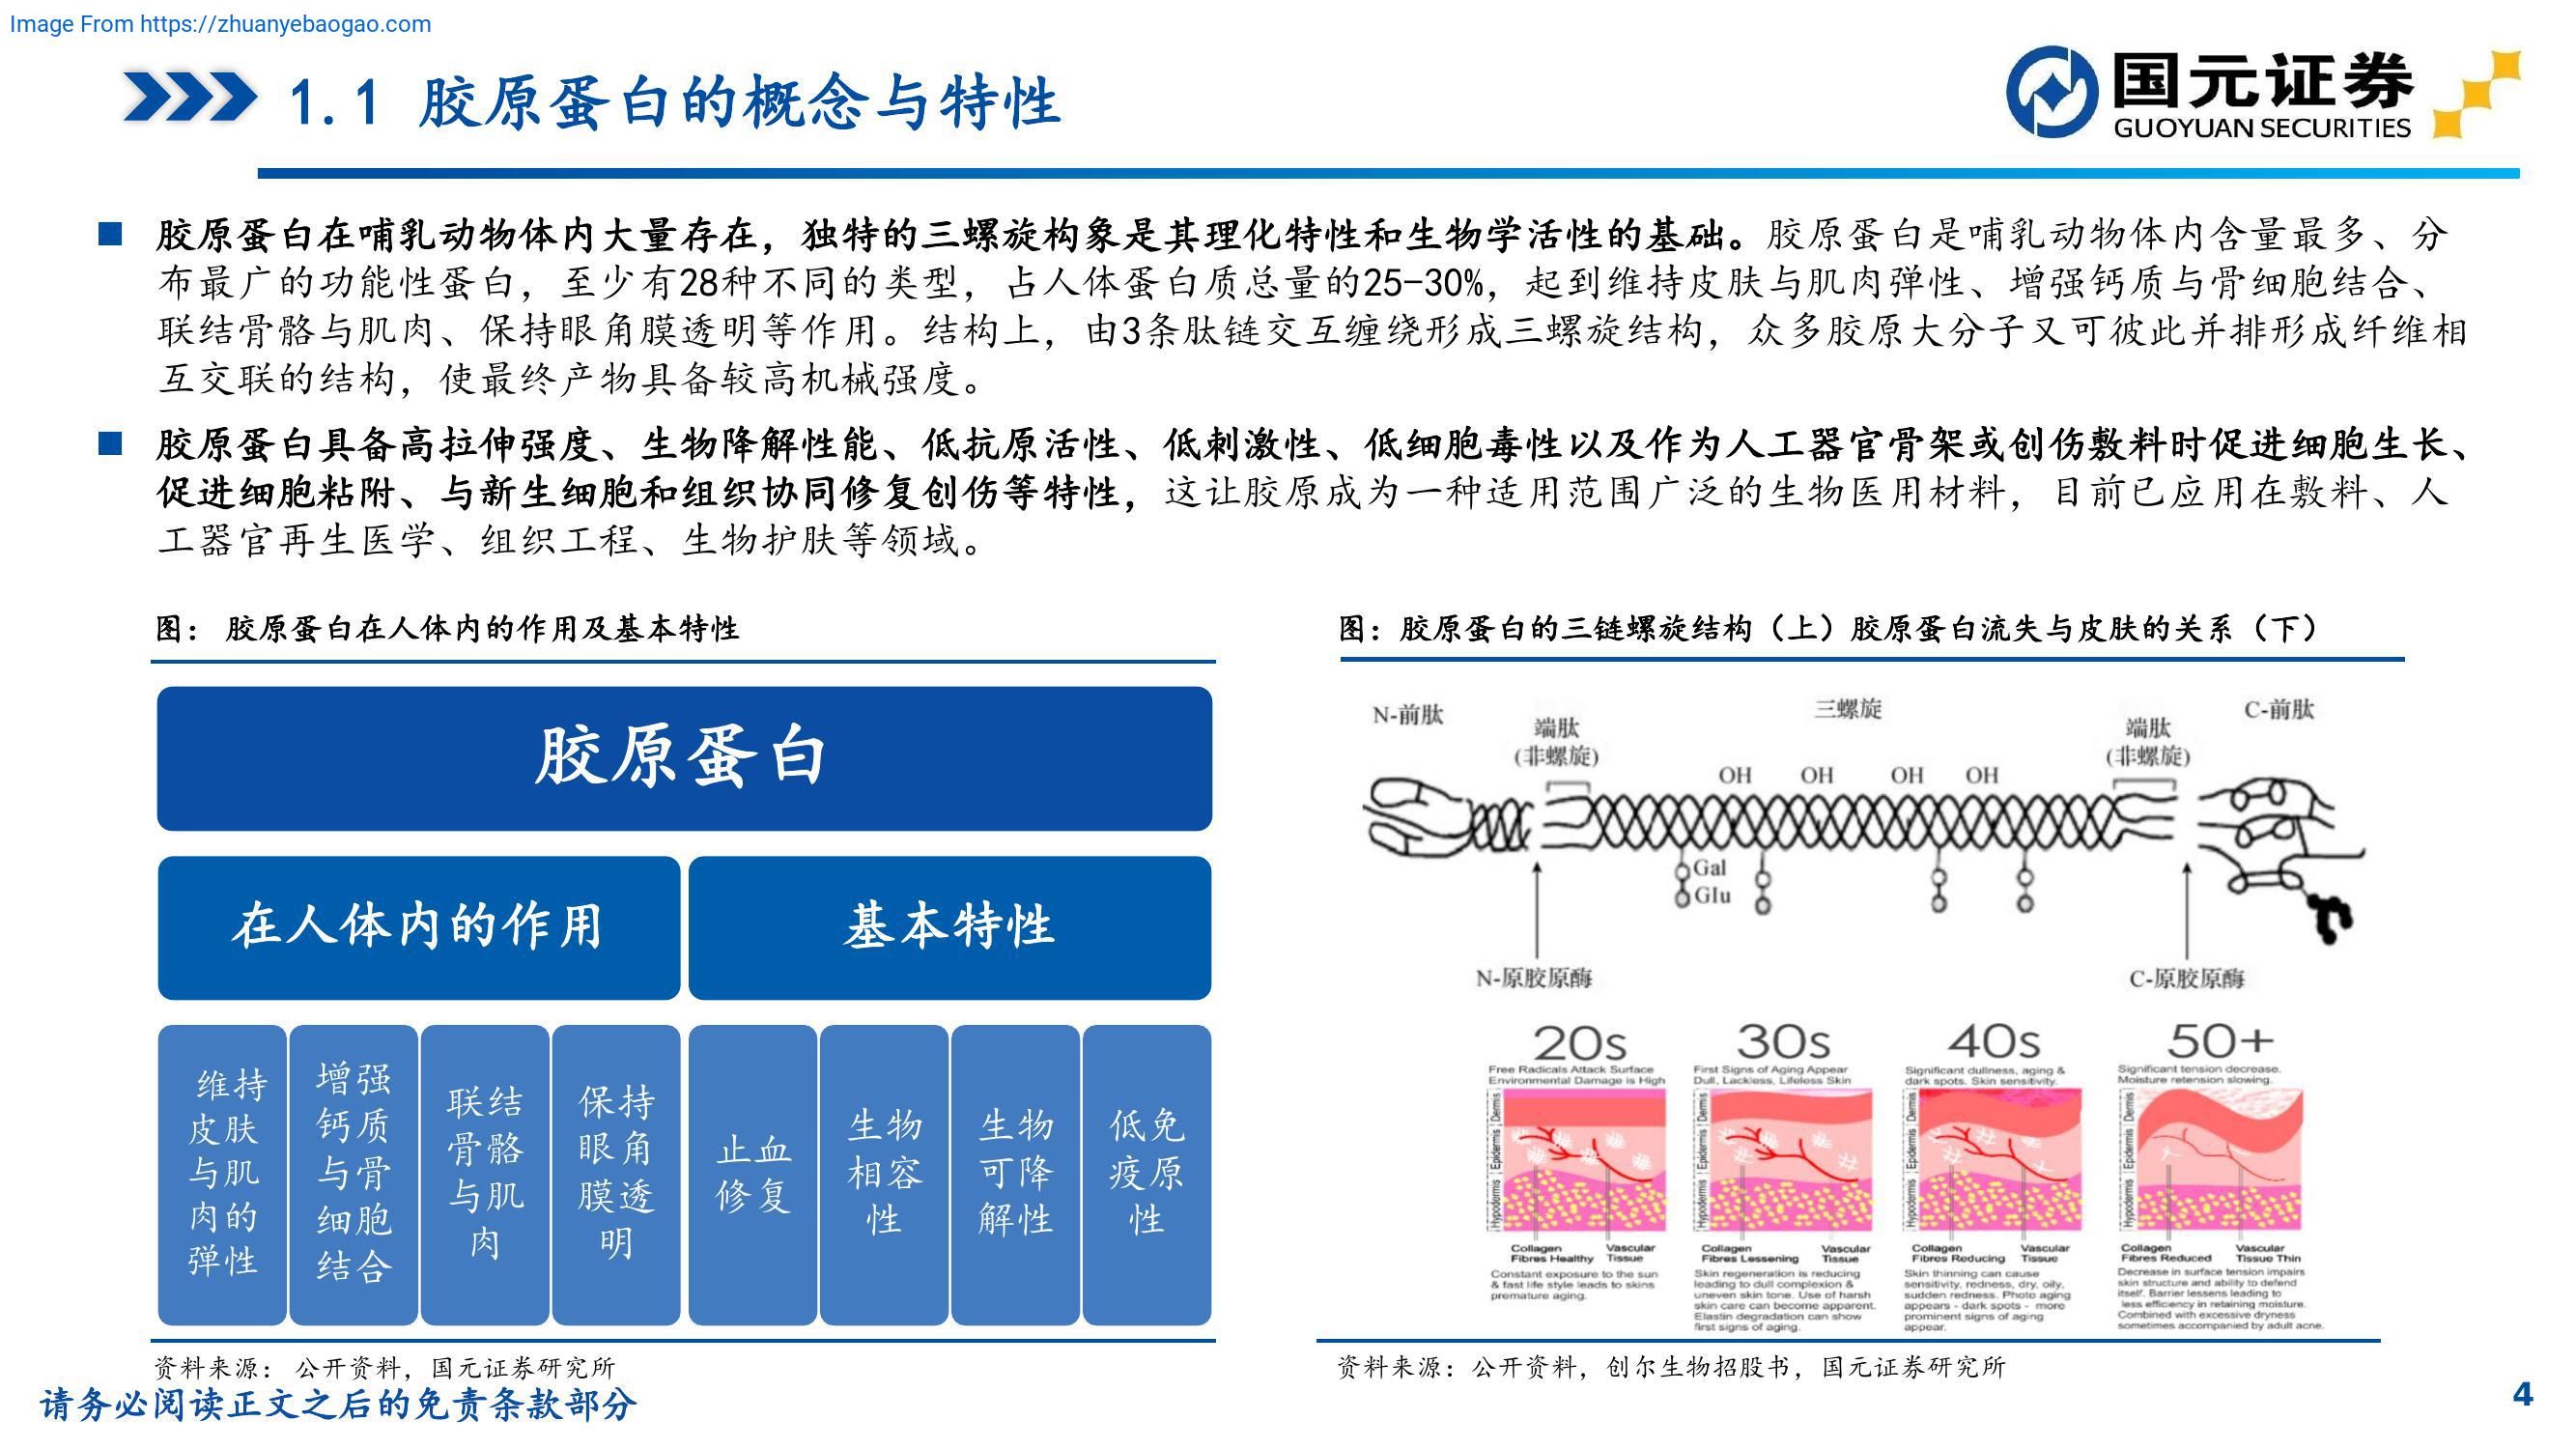 Image From https://zhuanyebaogao.com
1.1 胶原蛋白的概念与特性
国元证券
GUOYUAN SECURITIES
胶原蛋白在哺乳动物体内大量存在，独特的三螺旋构象是其理化特性和生物学活性的基础。胶原蛋白是哺乳动物体内含量最多、分
布最广的功能性蛋白，至少有28种不同的类型，占人体蛋白质总量的25-30%，起到维持皮肤与肌肉弹性、增强钙质与骨细胞结合、
联结骨骼与肌肉、保持眼角膜透明等作用。结构上，由3条肽链交互缠绕形成三螺旋结构，众多胶原大分子又可彼此并排形成纤维相
互交联的结构，使最终产物具备较高机械强度。
胶原蛋白具备高拉伸强度、生物降解性能、低抗原活性、低刺激性、低细胞毒性以及作为人工器官骨架或创伤敷料时促进细胞生长、
促进细胞粘附、与新生细胞和组织协同修复创伤等特性，这让胶原成为一种适用范围广泛的生物医用材料，目前已应用在敷料、人
工器官再生医学、组织工程、生物护肤等领域。
图： 胶原蛋白在人体内的作用及基本特性
胶原蛋白
在人体内的作用
基本特性
维持
皮肤
与肌
肉的
弹性
增强
钙质
与骨
细胞
结合
联结
骨骼
与肌
肉
保持
眼角
膜透
明
止血
修复
生物
相容
性
生物
可降
解性
低免
疫原
性
资料来源： 公开资料，国元证券研究所
图：胶原蛋白的三链螺旋结构（上）胶原蛋白流失与皮肤的关系（下）
N-前肽
端肽
(非螺旋)
三螺旋
端肽
(非螺旋)
C-前肽
OH OH OH OH
Gal
Glu
N-原胶原酶
C-原胶原酶
20s
Free Radicals Attack Surface
Environmental Damage is High
Hypodermis Epidermis Dermis
Collagen
Fibres Healthy
Vascular
Tissue
Constant exposure to the sun
& fast life style leads to skins
premature aging.
30s
First Signs of Aging Appear
Dull, Lackless, Lifeless Skin
Hypodermis Epidermis Dermis
Collagen
Fibres Lessening
Vascular
Tissue
Skin regeneration is reducing
leading to dull complexion &
uneven skin tone. Use of harsh
skin care can become apparent.
Elastin degradation can show
first signs of aging.
40s
Significant dullness, aging &
dark spots. Skin sensitivity.
Hypodermis Epidermis Dermis
Collagen
Fibres Reducing
Vascular
Tissue
Skin thinning can cause
sensitivity, redness, dry, oily,
sudden redness. Photo aging
appears - dark spots - more
prominent signs of aging
appear.
50+
Significant tension decrease.
Moisture retention slowing.
Hypodermis Epidermis Dermis
Collagen
Fibres Reduced
Vascular
Tissue Thin
Decrease in surface tension impairs
skin structure and ability to defend
itself. Barrier lessens leading to
less efficiency in retaining moisture.
Combined with excessive dryness
sometimes accompanied by adult acne.
资料来源：公开资料，创尔生物招股书，国元证券研究所
请务必阅读正文之后的免责条款部分
4